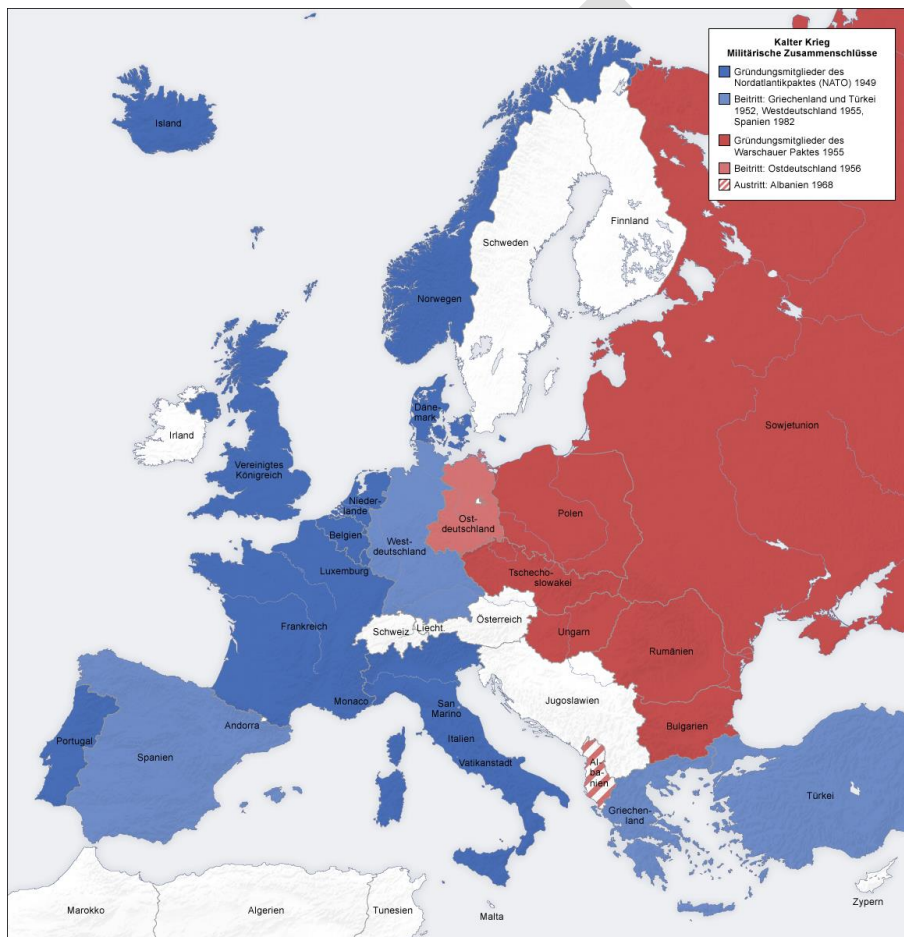 Kalter Krieg
Militärische Zusammenschlüsse
Gründungsmitglieder des
Nordatlantikpaktes (NATO) 1949
Beitritt: Griechenland und Türkei
1952, Westdeutschland 1955,
Spanien 1982
Gründungsmitglieder des
Warschauer Paktes 1955
Beitritt: Ostdeutschland 1956
Austritt: Albanien 1968
Island
Finnland
Schweden
Norwegen
Däne-
mark
Irland
Vereinigtes
Königreich
Sowjetunion
Nieder-
lande
Belgien
Luxemburg
West-
deutschland
Ost-
deutschland
Polen
Tschecho-
slowakei
Frankreich
Schweiz
Liecht.
Österreich
Ungarn
Rumänien
Monaco
San
Marino
Jugoslawien
Bulgarien
Andorra
Portugal
Spanien
Italien
Vatikanstadt
Al-
ba-
nien
Griechen-
land
Türkei
Marokko
Algerien
Tunesien
Malta
Zypern